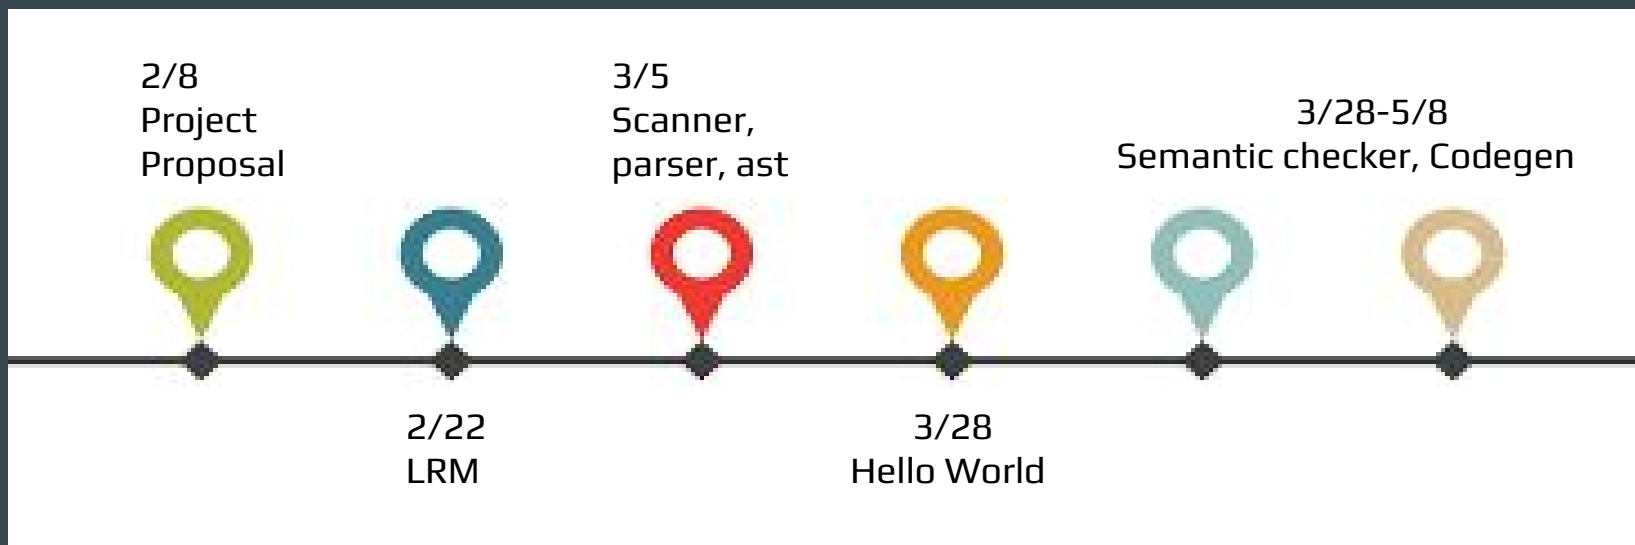 2/8
Project
Proposal
2/22
LRM
3/5
Scanner,
parser, ast
3/28
Hello World
3/28-5/8
Semantic checker, Codegen